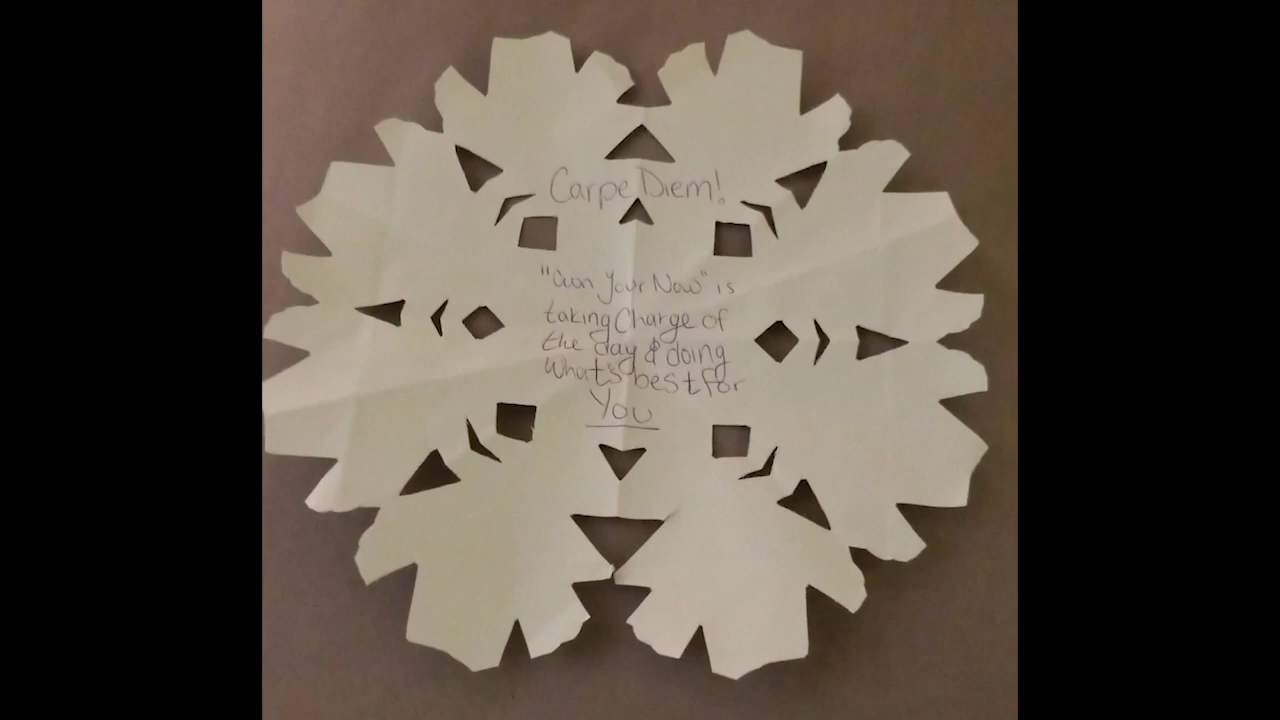 Carpe Diem!
"Own Your Now" is
taking Charge of
the day & doing
What's best for
You